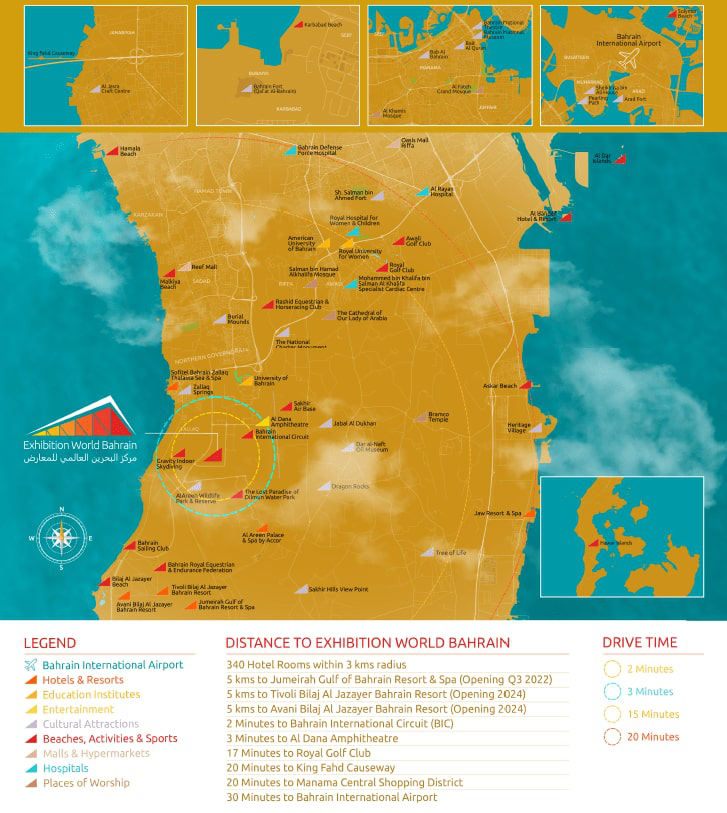 JANABIYAH
King Fahd Causeway
Al Jasra
Craft Centre
Karbabad Beach
SEEF
BURHAMA
Bahrain Fort
(Qal'at Al-Bahrain)
KARBABAD
Bahrain National
Theatre
Bahrain National
Museum
Bab Al
Bahrain
MANAMA
Al Fateh
Grand Mosque
Al Khamis
Mosque
JUFFAIR
Solymar
Beach
Bahrain
International Airport
BUSAITEEN
MUHARRAQ
ARAD
Pearling
Path
Arad Fort
Hamala
Beach
Bahrain Defense
Force Hospital
Oasis Mall
Riffa
Al Dar
Islands
HAMAD TOWN
Sh. Salman bin
Ahmed Fort
Al Rayan
Hospital
KARZAKAN
Royal Hospital for
Women & Children
Hotel & Resort
American
University
of Bahrain
Royal University
for Women
Awali
Golf Club
Reef Mall
Malkiya
Beach
SADAD
Salman bin Hamad
Alkhalifa Mosque
RIFFA
AWALI
Royal
Golf Club
Mohammed bin Khalifa bin
Salman Al Khalifa
Specialist Cardiac Centre
Rashid Equestrian &
Horseracing Club
Berial
Mounds
The Cathedral of
Our Lady of Arabia
The National
Charter Monument
NORTHERN GOVERNORATE
Sofitel Bahrain Zallaq
Thalassa Sea & Spa
Zallaq
Springs
University of
Bahrain
Askar Beach
Sakhir
Air Base
Al Dana
Amphitheatre
Jabal Al Dukhan
Bramco
Temple
Heritage
Village
ZALLAQ
Bahrain
International Circuit
Exhibition World Bahrain
مركز البحرين العالمي للمعارض
Dar al-Naft
Oil Museum
Gravity Indoor
Skydiving
AlAreen Wildlife
Park & Reserve
The Lost Paradise of
Dilmun Water Park
Dragon Rocks
Jaw Resort & Spa
N
W
E
S
Al Areen Palace
& Spa by Accor
Hawar Islands
Bahrain
Sailing Club
Tree of Life
Bahrain Royal Equestrian
& Endurance Federation
Bilaj Al Jazayer
Beach
Tivoli Bilaj Al Jazayer
Bahrain Resort
Sakhir Hills View Point
Avani Bilaj Al Jazayer
Bahrain Resort
Jumeirah Gulf of
Bahrain Resort & Spa
LEGEND
Bahrain International Airport
Hotels & Resorts
Education Institutes
Entertainment
Cultural Attractions
Beaches, Activities & Sports
Malls & Hypermarkets
Hospitals
Places of Worship
DISTANCE TO EXHIBITION WORLD BAHRAIN
340 Hotel Rooms within 3 kms radius
5 kms to Jumeirah Gulf of Bahrain Resort & Spa (Opening Q3 2022)
5 kms to Tivoli Bilaj Al Jazayer Bahrain Resort (Opening 2024)
5 kms to Avani Bilaj Al Jazayer Bahrain Resort (Opening 2024)
2 Minutes to Bahrain International Circuit (BIC)
3 Minutes to Al Dana Amphitheatre
17 Minutes to Royal Golf Club
20 Minutes to King Fahd Causeway
20 Minutes to Manama Central Shopping District
30 Minutes to Bahrain International Airport
DRIVE TIME
2 Minutes
3 Minutes
15 Minutes
20 Minutes